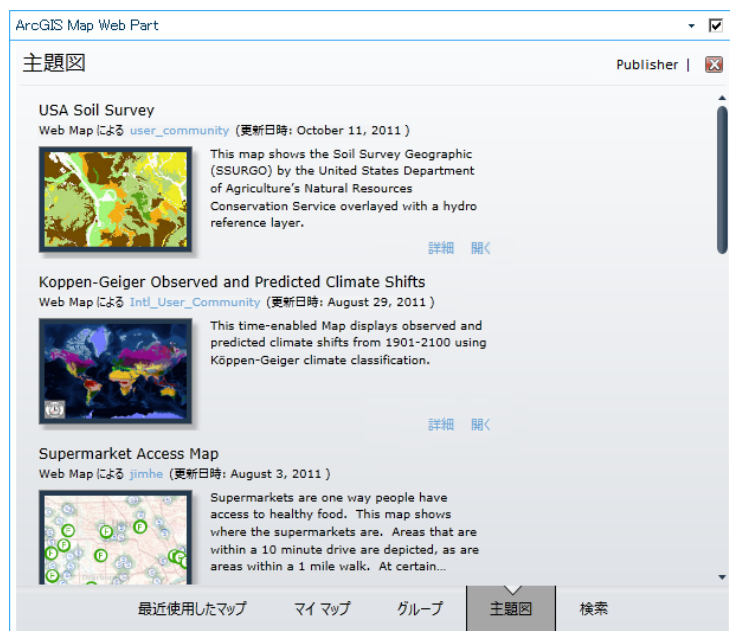 ArcGIS Map Web Part
主題図
Publisher |
USA Soil Survey
Web Map による user_community (更新日時: October 11, 2011 )
This map shows the Soil Survey Geographic
(SSURGO) by the United States Department
of Agriculture's Natural Resources
Conservation Service overlayed with a hydro
reference layer.
詳細 開く
Koppen-Geiger Observed and Predicted Climate Shifts
Web Map による Intl_User_Community (更新日時: August 29, 2011 )
This time-enabled Map displays observed and
predicted climate shifts from 1901-2100 using
Köppen-Geiger climate classification.
詳細 開く
Supermarket Access Map
Web Map による jimhe (更新日時: August 3, 2011 )
Supermarkets are one way people have
access to healthy food. This map shows
where the supermarkets are. Areas that are
within a 10 minute drive are depicted, as are
areas within a 1 mile walk. At certain...
最近使用したマップ マイ マップ グループ 主題図 検索